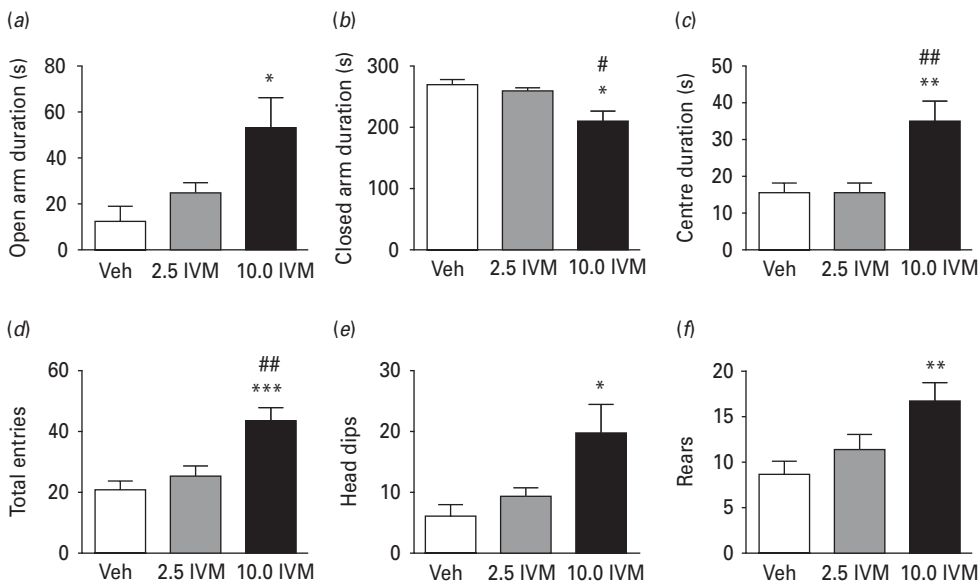 (a)
Open arm duration (s)
80
60
40
20
0
*
Veh 2.5 IVM 10.0 IVM
(b)
Closed arm duration (s)
300
200
300
0
#
*
Veh 2.5 IVM 10.0 IVM
(c)
Centre duration (s)
50
40
30
20
10
0
##
**
Veh 2.5 IVM 10.0 IVM
(d)
Total entries
60
40
20
0
##
***
Veh 2.5 IVM 10.0 IVM
(e)
Head dips
30
20
10
0
*
Veh 2.5 IVM 10.0 IVM
(f)
Rears
20
15
10
5
0
**
Veh 2.5 IVM 10.0 IVM